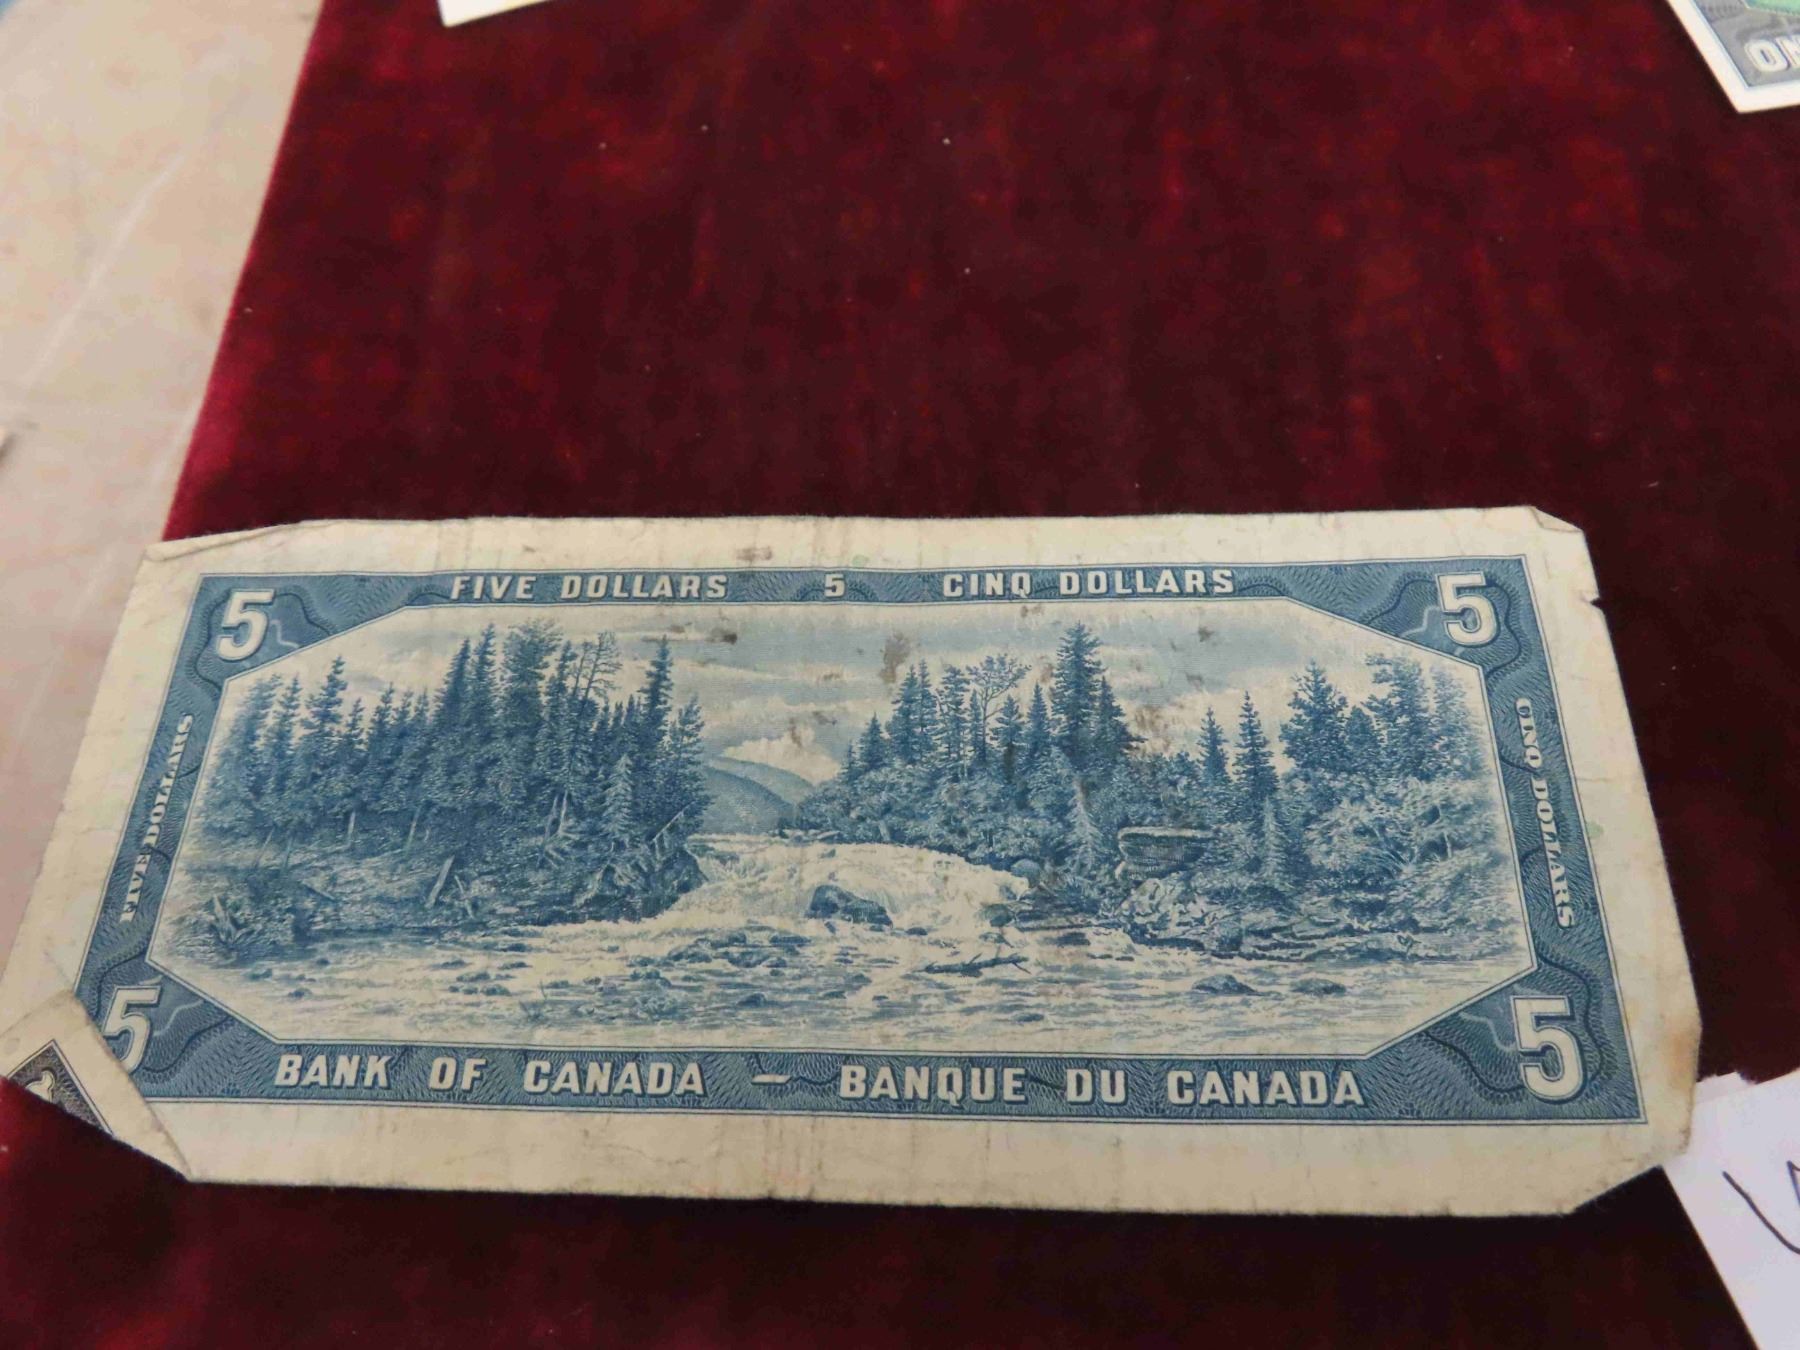 ON
FIVE DOLLARS 5 CINQ DOLLARS
5 5
FIVE DOLLARS
CINQ DOLLARS
5 5
BANK OF CANADA — BANQUE DU CANADA